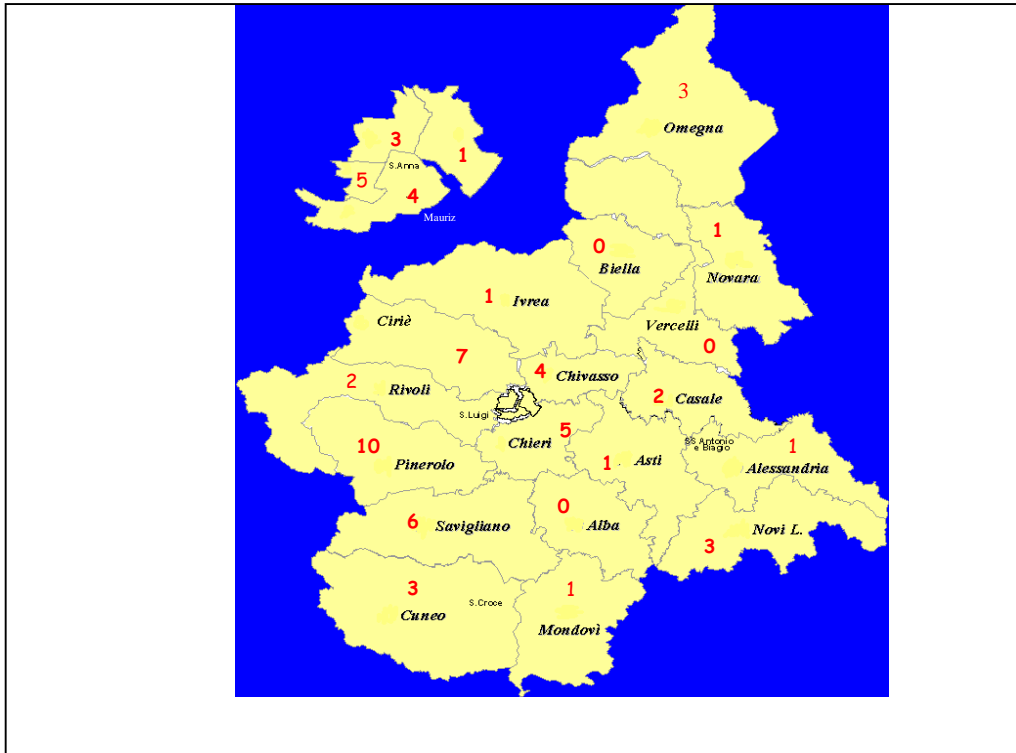 3
Omegna
3
1
S.Anna
5
4
Mauriz
1
Novara
0
Biella
1
Ivrea
Ciriè
Vercelli
0
7
4
Chivasso
2
Rivoli
2
Casale
S.Luigi
5
Chieri
10
Pinerolo
1
Asti
SS Antonio
e Biagio
1
Alessandria
6
Savigliano
0
Alba
3
Novi L.
3
Cuneo
S.Croce
1
Mondovì